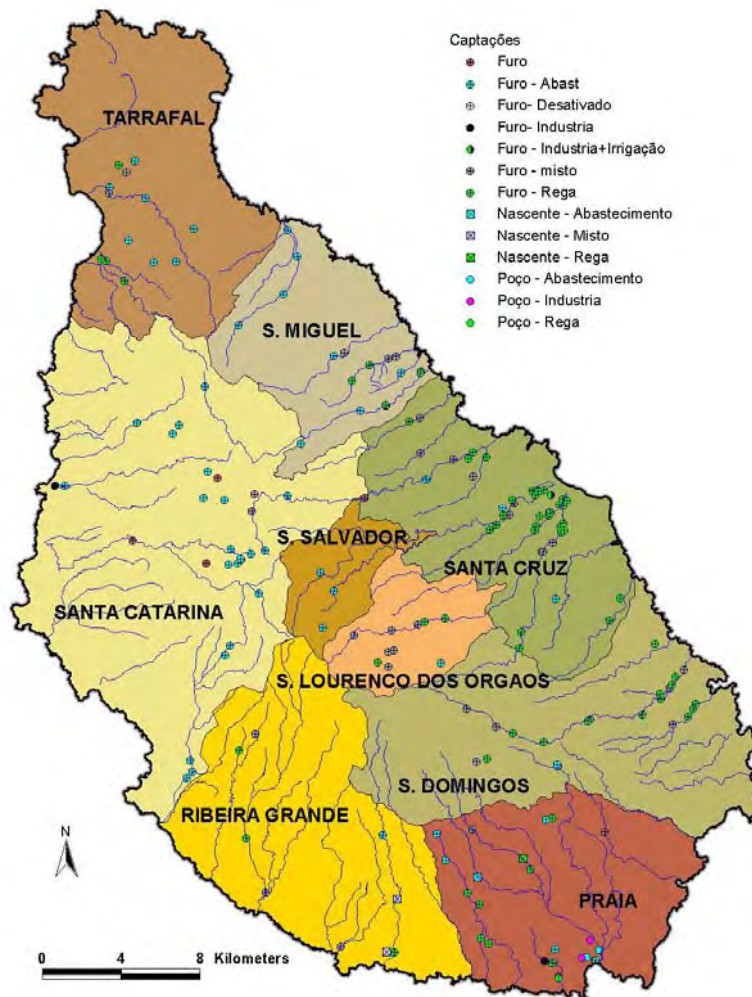 Captações
Furo
Furo - Abast
Furo- Desativado
Furo- Industria
Furo - Industria+Irrigação
Furo - misto
Furo - Rega
Nascente - Abastecimento
Nascente - Misto
Nascente - Rega
Poço - Abastecimento
Poço - Industria
Poço - Rega
TARRAFAL
S. MIGUEL
S. SALVADOR
SANTA CRUZ
SANTA CATARINA
S. LOURENCO DOS ORGAOS
S. DOMINGOS
RIBEIRA GRANDE
PRAIA
N
0 4 8 Kilometers